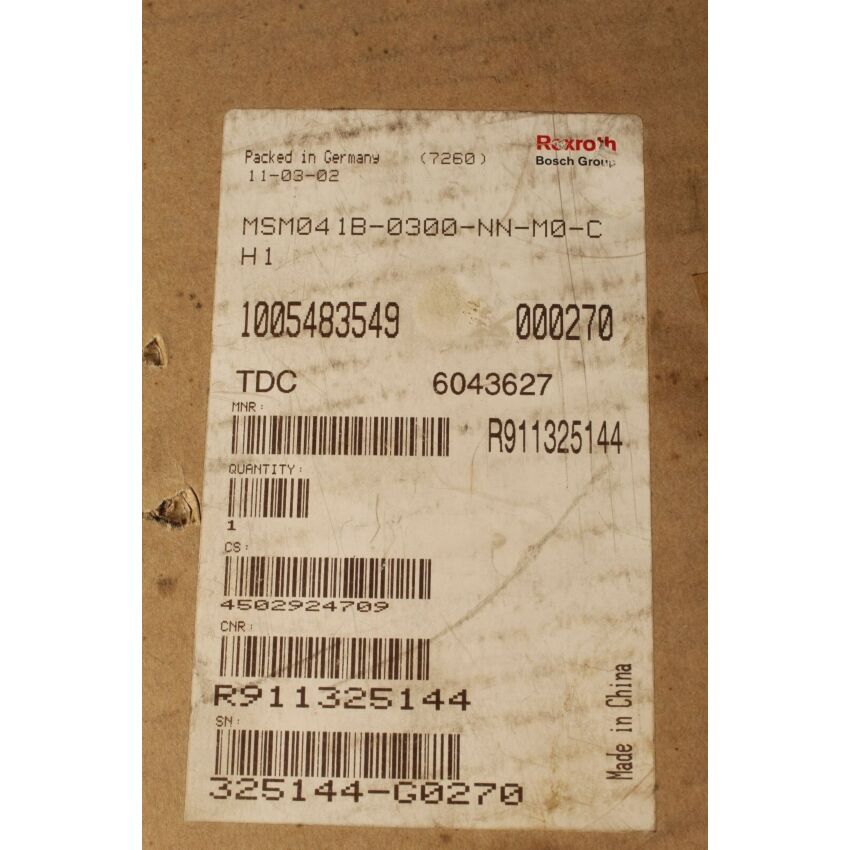 Packed in Germany (7260) Rexroth
11-03-02 Bosch Group
MSM041B-0300-NN-M0-C
H1
1005483549 000270
TDC 6043627
MNR:
R911325144
QUANTITY:
1
CS:
4502924709
CNR:
R911325144
SN:
325144-G0270
Made in China